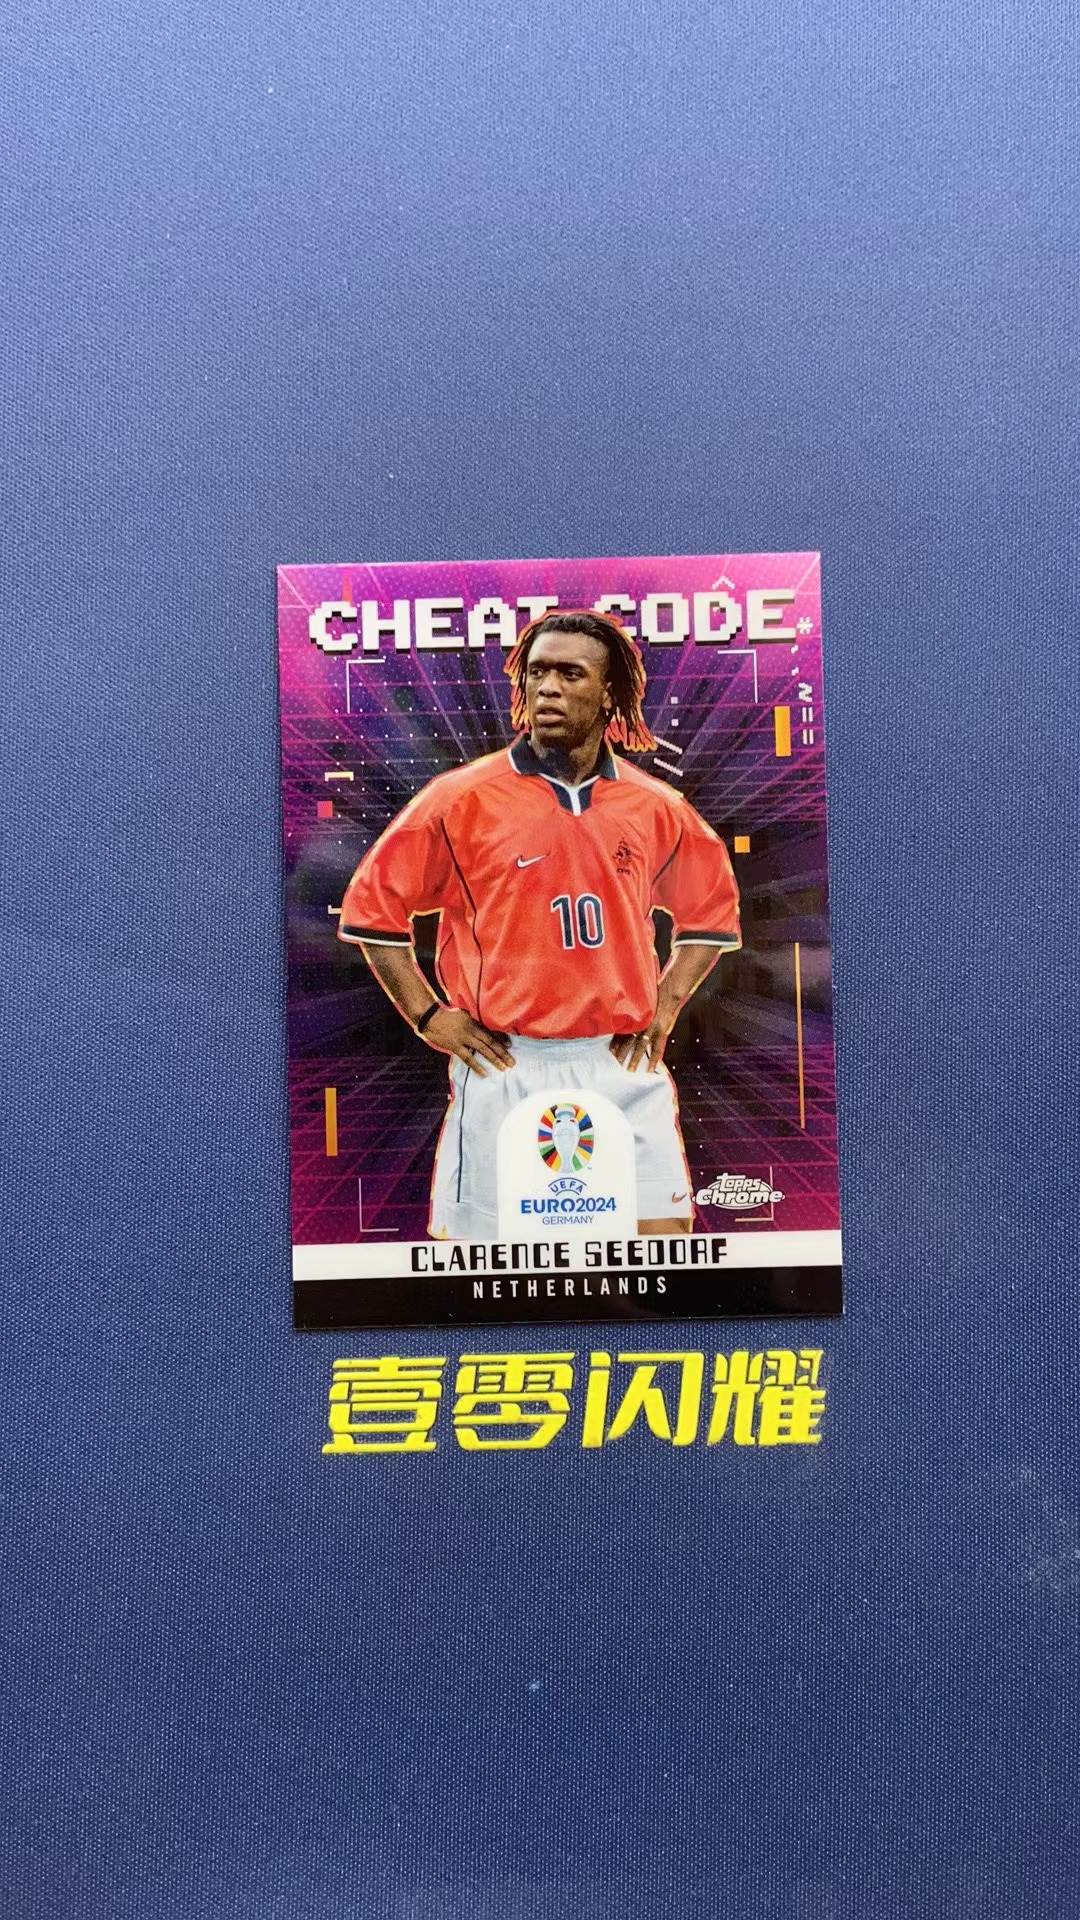 CHEAT CODE
10
UEFA
EURO2024
GERMANY
Topps
Chrome
CLARENCE SEEDORF
NETHERLANDS
壹零闪耀